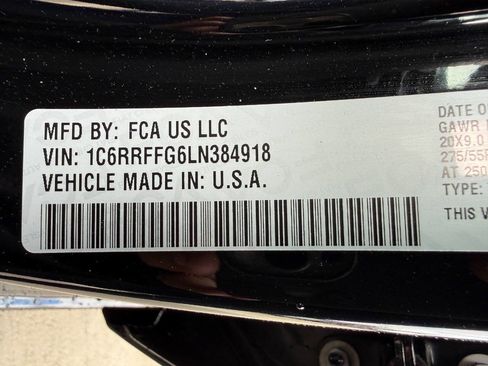 MFD BY: FCA US LLC
VIN: 1C6RRFFG6LN384918
VEHICLE MADE IN: U.S.A.
DATE O
GAWR
20X9.0
275/55
AT 250
TYPE:
THIS V